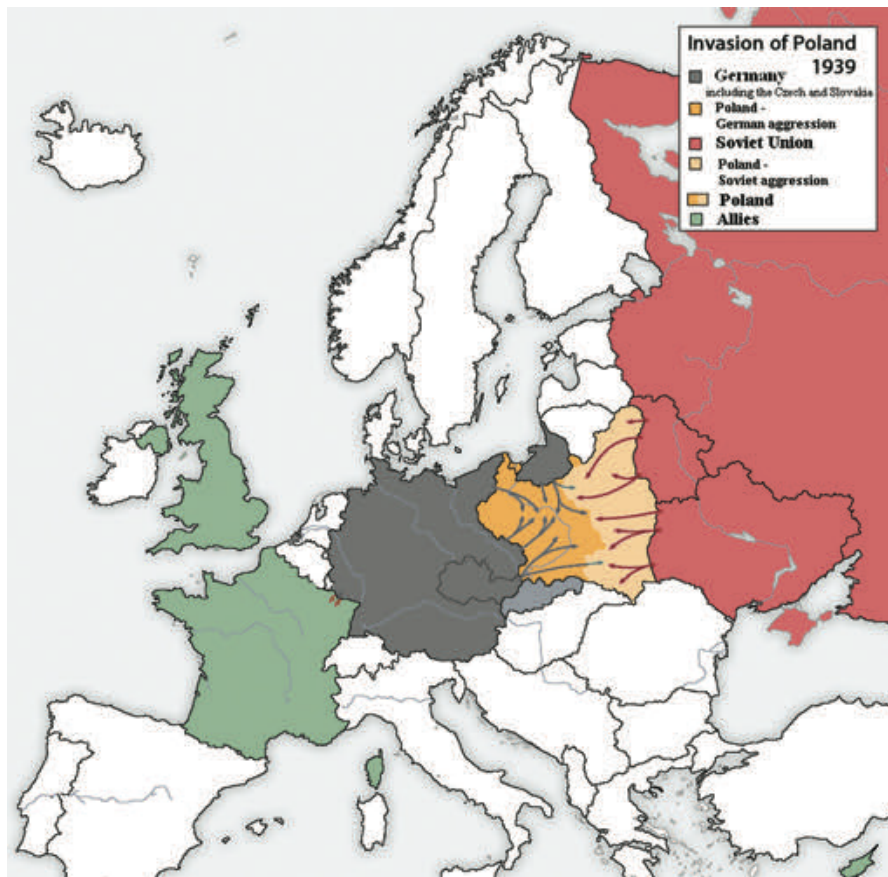 Invasion of Poland
1939
Germany
including the Czech and Slovakia
Poland -
German aggression
Soviet Union
Poland -
Soviet aggression
Poland
Allies